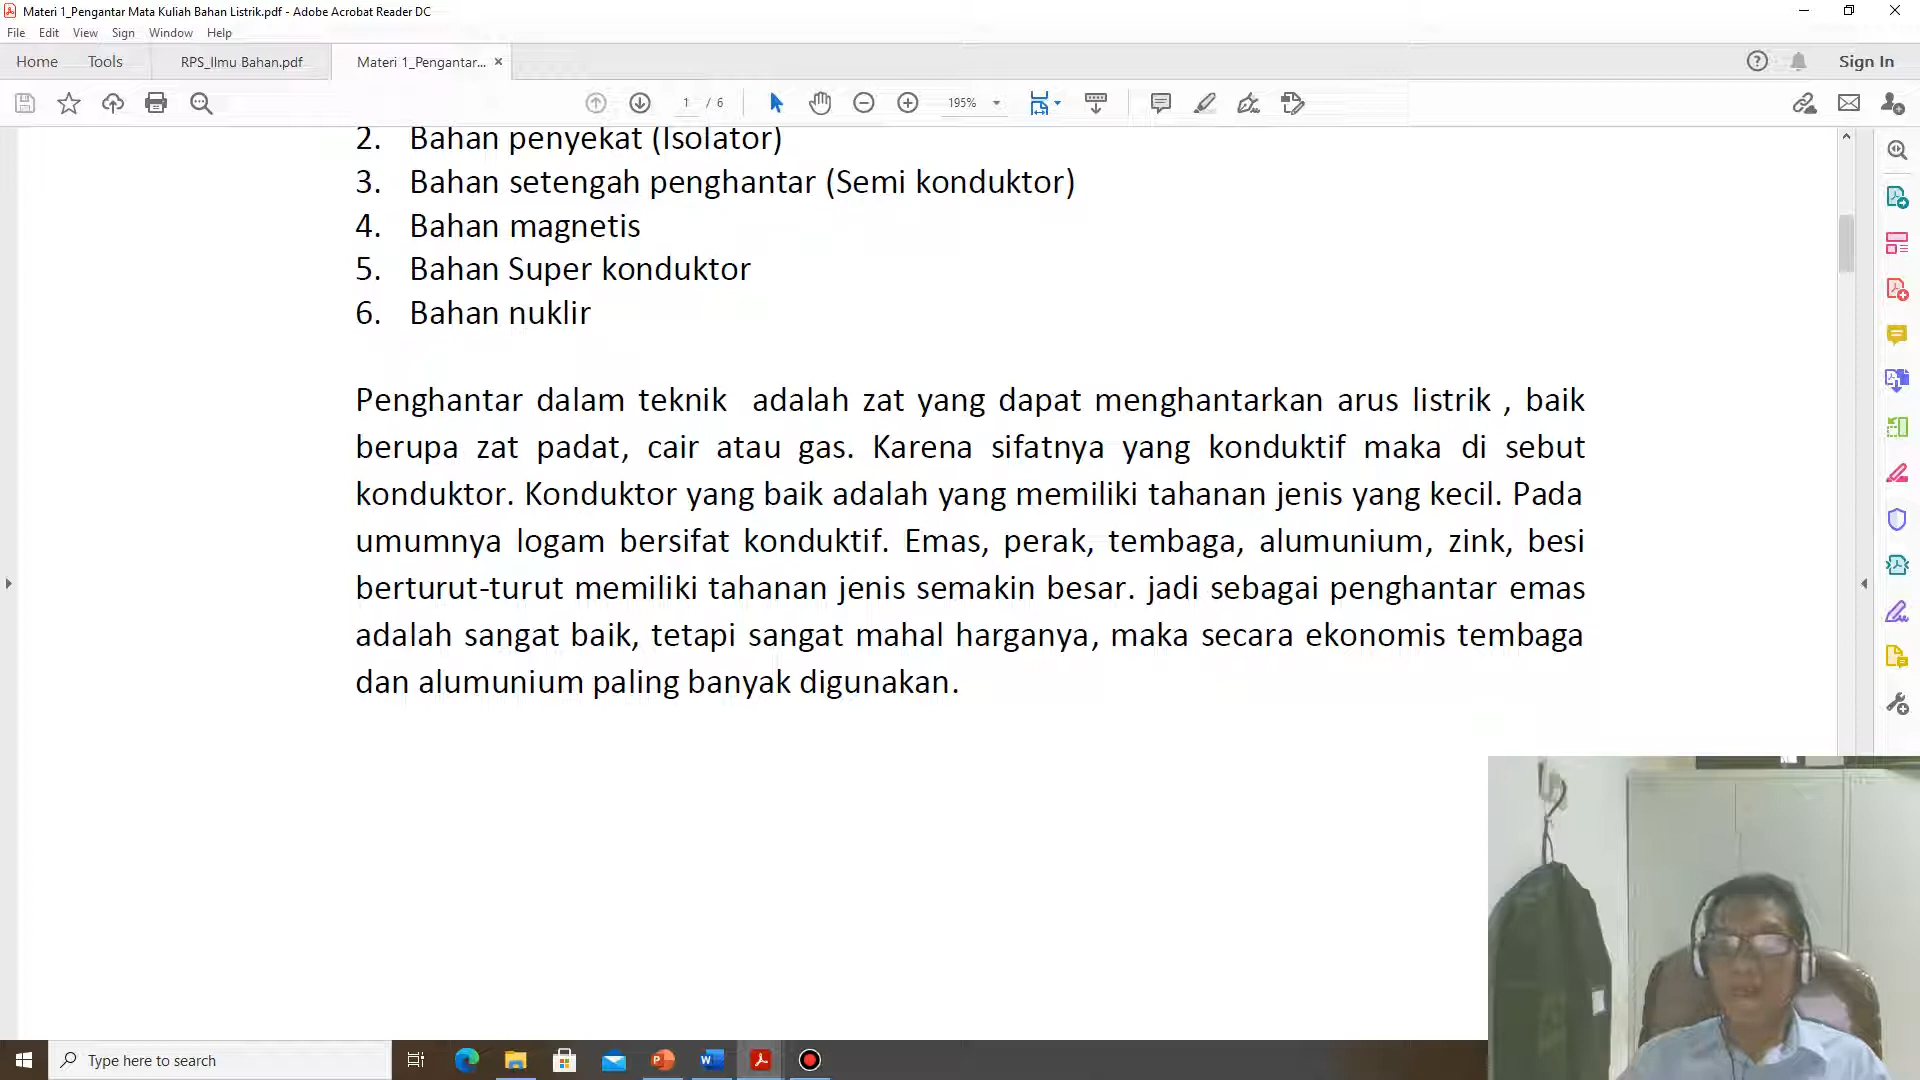 Materi 1_Pengantar Mata Kuliah Bahan Listrik.pdf - Adobe Acrobat Reader DC
File Edit View Sign Window Help
Home Tools RPS_Ilmu Bahan.pdf Materi 1_Pengantar... × Sign In
1 / 6 195%
2. Bahan penyekat (Isolator)
3. Bahan setengah penghantar (Semi konduktor)
4. Bahan magnetis
5. Bahan Super konduktor
6. Bahan nuklir
Penghantar dalam teknik adalah zat yang dapat menghantarkan arus listrik , baik
berupa zat padat, cair atau gas. Karena sifatnya yang konduktif maka di sebut
konduktor. Konduktor yang baik adalah yang memiliki tahanan jenis yang kecil. Pada
umumnya logam bersifat konduktif. Emas, perak, tembaga, alumunium, zink, besi
berturut-turut memiliki tahanan jenis semakin besar. jadi sebagai penghantar emas
adalah sangat baik, tetapi sangat mahal harganya, maka secara ekonomis tembaga
dan alumunium paling banyak digunakan.
Type here to search